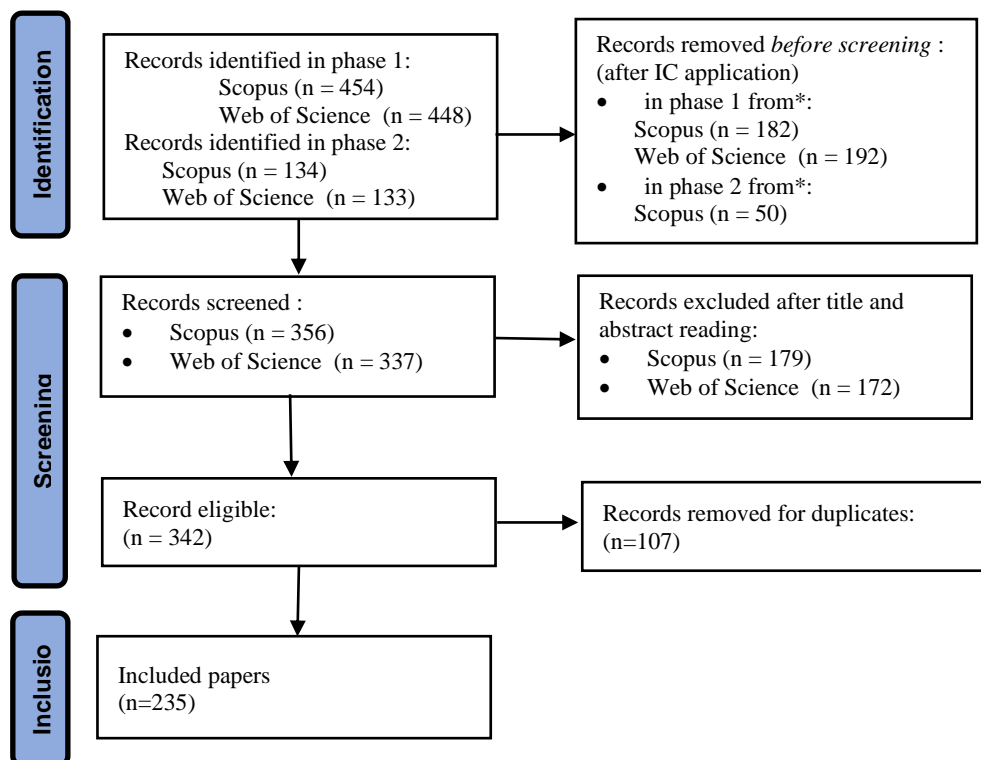 Identification
Records identified in phase 1:
Scopus (n = 454)
Web of Science (n = 448)
Records identified in phase 2:
Scopus (n = 134)
Web of Science (n = 133)
Records removed before screening :
(after IC application)
• in phase 1 from*:
Scopus (n = 182)
Web of Science (n = 192)
• in phase 2 from*:
Scopus (n = 50)
Screening
Records screened :
• Scopus (n = 356)
• Web of Science (n = 337)
Records excluded after title and
abstract reading:
• Scopus (n = 179)
• Web of Science (n = 172)
Record eligible:
(n = 342)
Records removed for duplicates:
(n=107)
Inclusio
Included papers
(n=235)